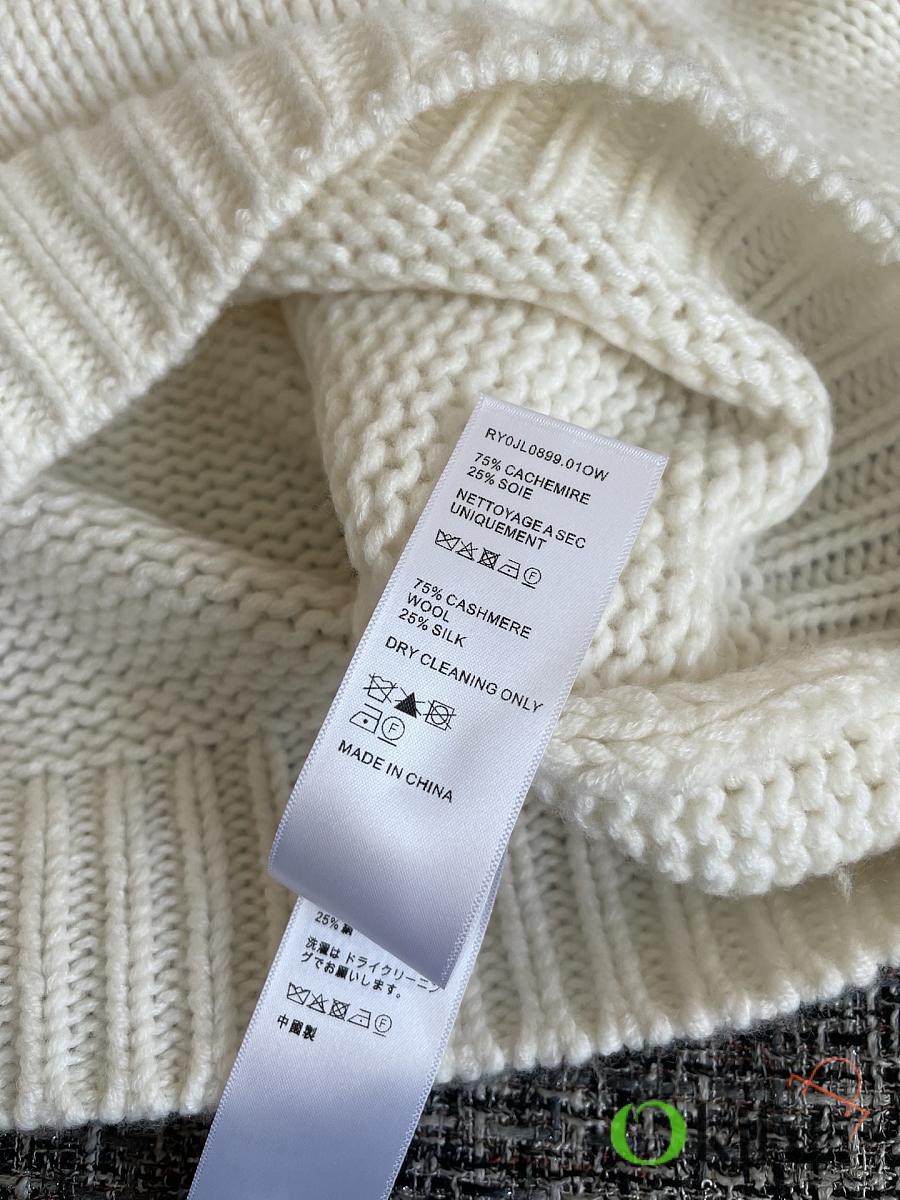 RY0JL0899.01OW
75% CACHEMIRE
25% SOIE
NETTOYAGE A SEC
UNIQUEMENT
F
75% CASHMERE
WOOL
25% SILK
DRY CLEANING ONLY
F
MADE IN CHINA
25% 絹
洗濯は ドライクリーニン
グでお願いします。
F
中国製